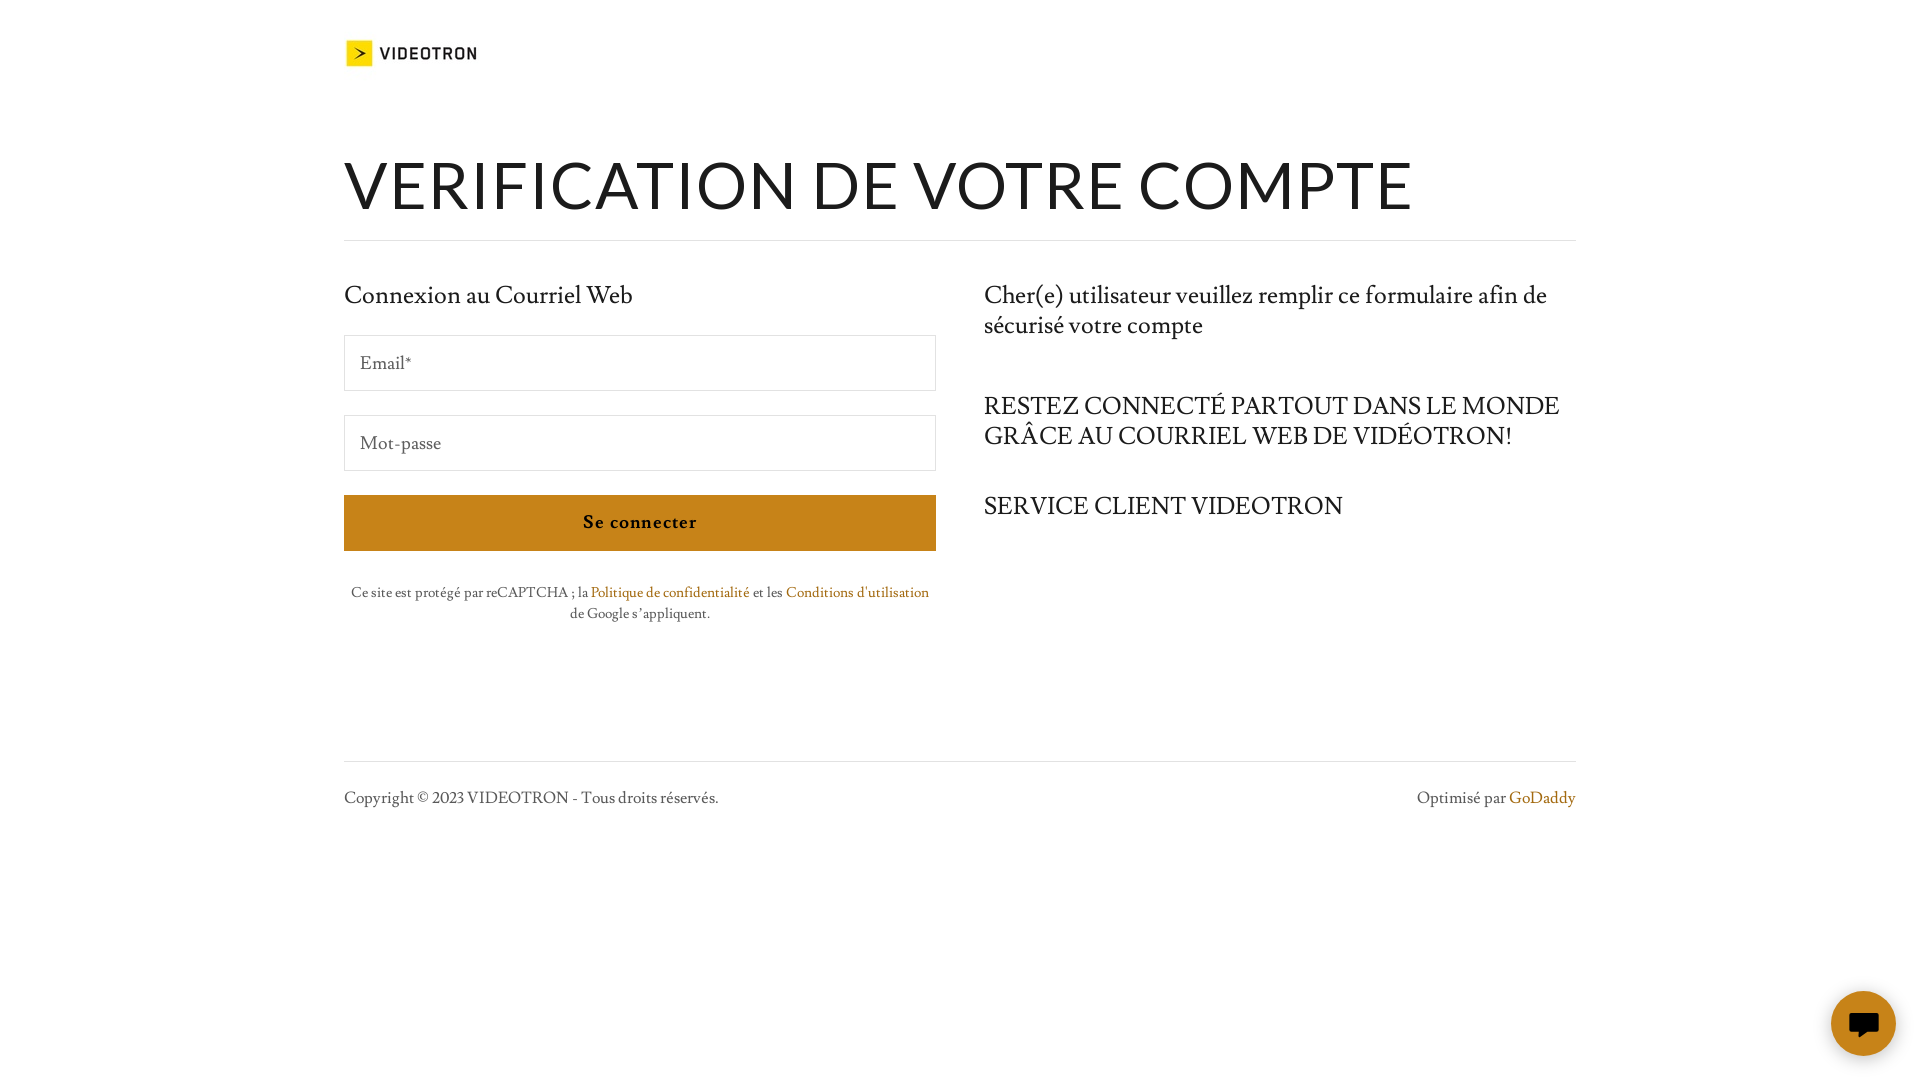 VIDEOTRON
VERIFICATION DE VOTRE COMPTE
Connexion au Courriel Web
Email*
Mot-passe
Se connecter
Ce site est protégé par reCAPTCHA ; la Politique de confidentialité et les Conditions d'utilisation
de Google s’appliquent.
Cher(e) utilisateur veuillez remplir ce formulaire afin de
sécurisé votre compte
RESTEZ CONNECTÉ PARTOUT DANS LE MONDE
GRÂCE AU COURRIEL WEB DE VIDÉOTRON!
SERVICE CLIENT VIDEOTRON
Copyright © 2023 VIDEOTRON - Tous droits réservés.
Optimisé par GoDaddy